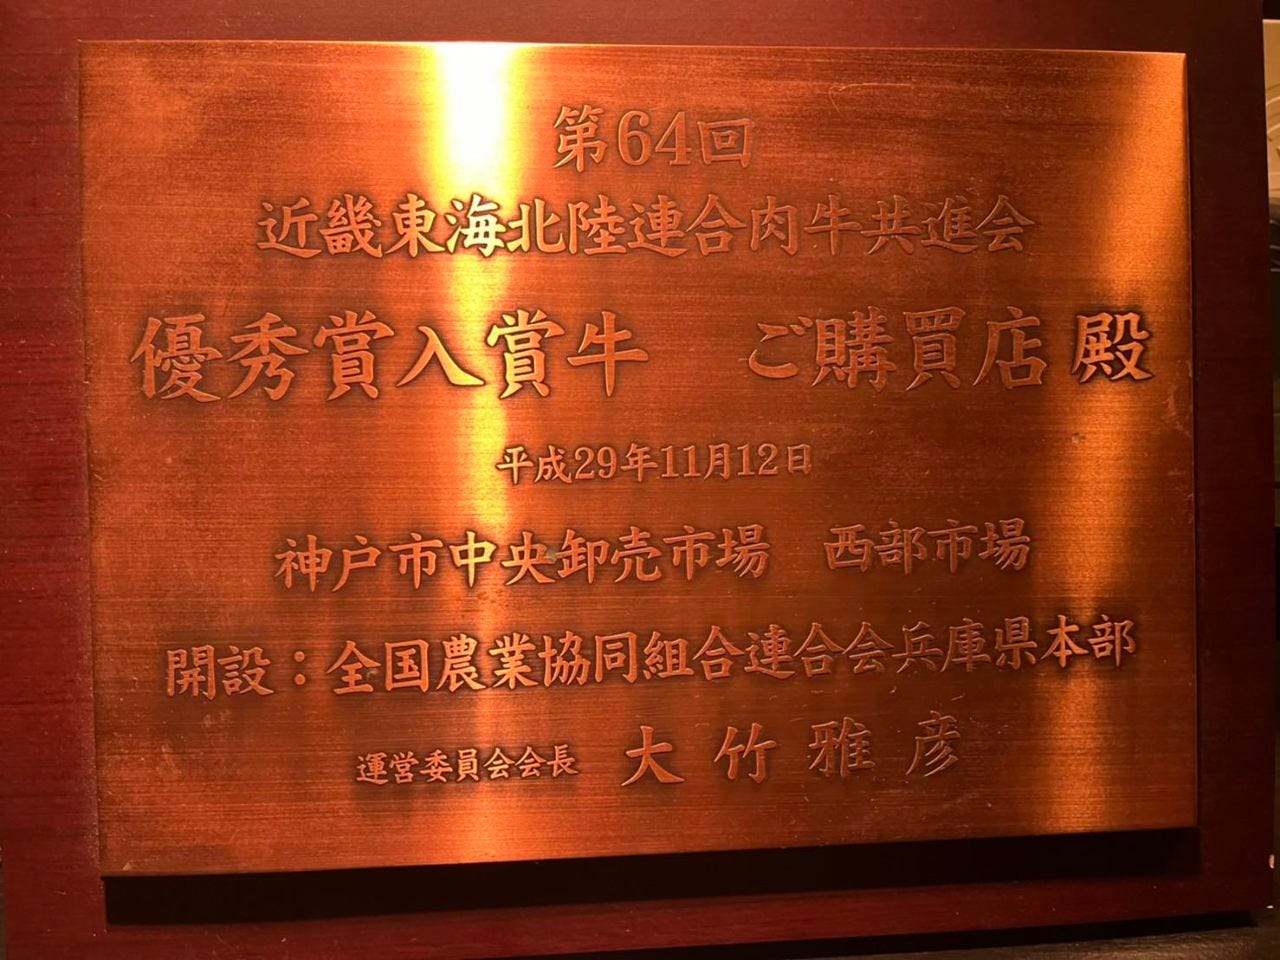 第64回
近畿東海北陸連合肉牛共進会
優秀賞入賞牛　ご購買店 殿
平成29年11月12日
神戸市中央卸売市場　西部市場
開設：全国農業協同組合連合会兵庫県本部
運営委員会会長　大竹雅彦